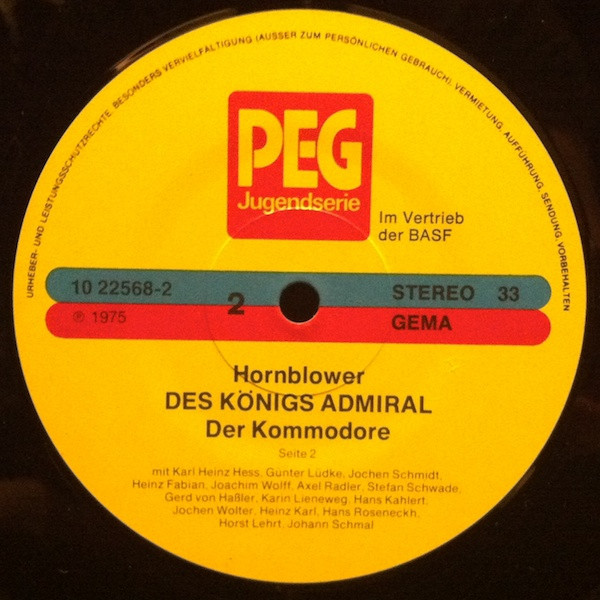 URHEBER- UND LEISTUNGSSCHUTZRECHTE, BESONDERS VERVIELFÄLTIGUNG (AUSSER ZUM PERSÖNLICHEN GEBRAUCH), VERMIETUNG, AUFFÜHRUNG, SENDUNG, VORBEHALTEN
PEG
Jugendserie
Im Vertrieb
der BASF
10 22568-2 2 STEREO 33
℗ 1975 GEMA
Hornblower
DES KÖNIGS ADMIRAL
Der Kommodore
Seite 2
mit Karl Heinz Hess, Günter Lüdke, Jochen Schmidt,
Heinz Fabian, Joachim Wolff, Axel Radler, Stefan Schwade,
Gerd von Haßler, Karin Lieneweg, Hans Kahlert,
Jochen Wolter, Heinz Karl, Hans Roseneckh,
Horst Lehrt, Johann Schmal